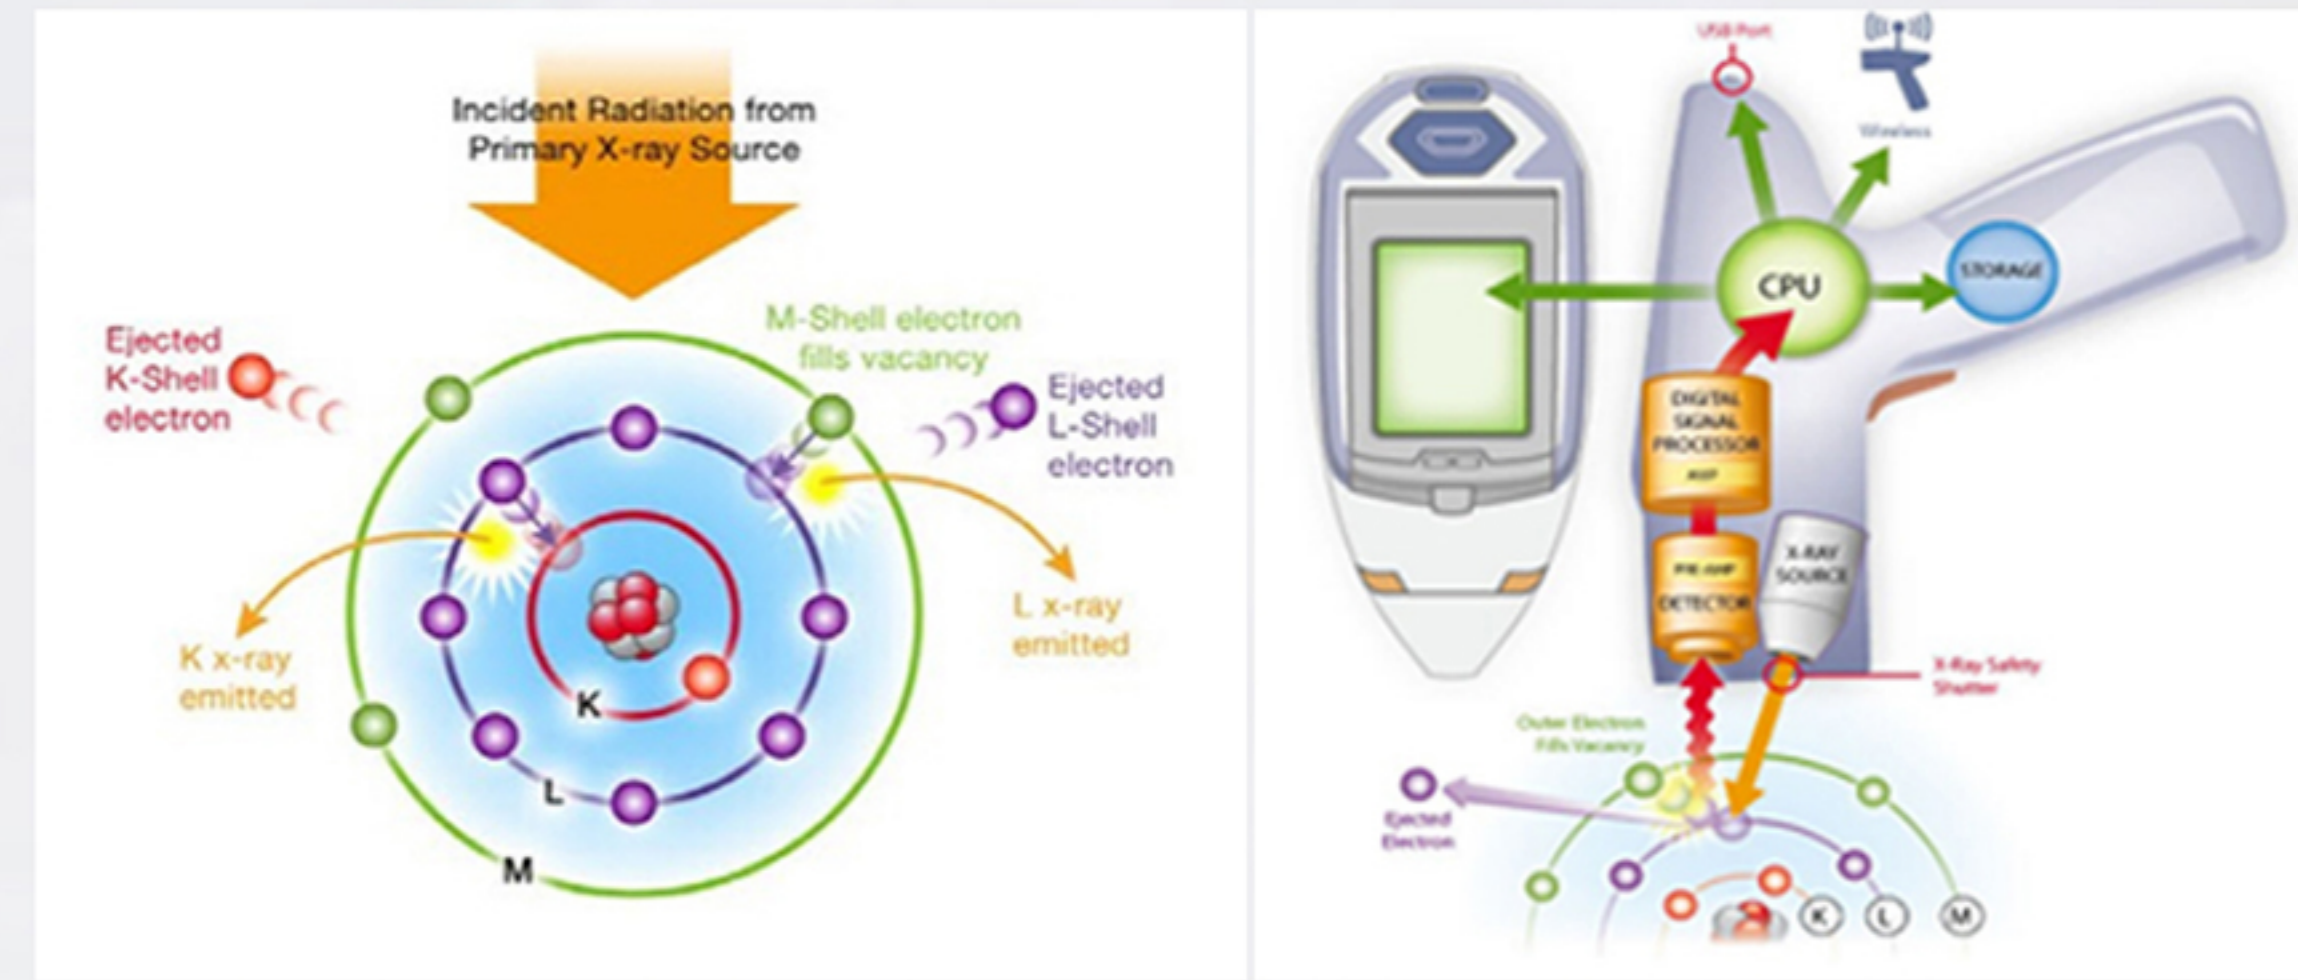 Incident Radiation from
Primary X-ray Source
Ejected
K-Shell
electron
M-Shell electron
fills vacancy
Ejected
L-Shell
electron
K x-ray
emitted
L x-ray
emitted
K
L
M
USB Port
Wireless
CPU
STORAGE
DIGITAL
SIGNAL
PROCESSOR
PRE-AMP
DETECTOR
X-RAY
SOURCE
X-Ray Safety
Shutter
Outer Electron
Fills Vacancy
Ejected
Electron
K
L
M